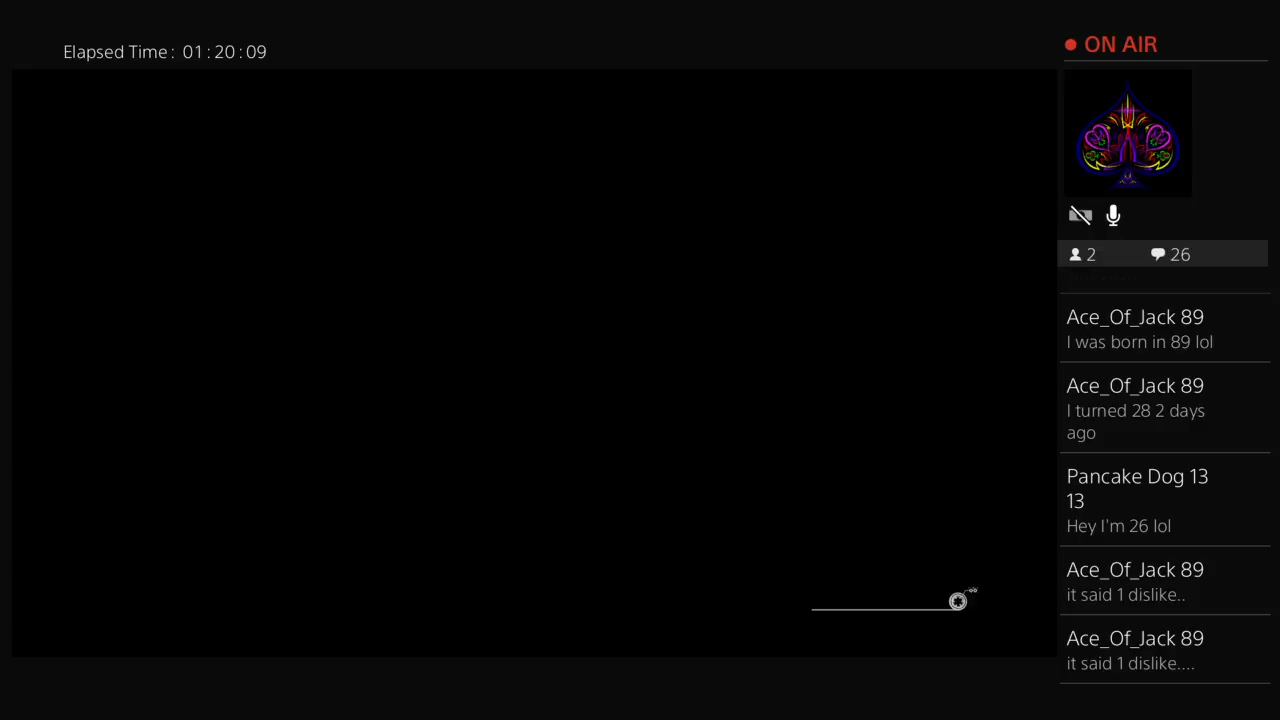 Elapsed Time: 01:20:09
ON AIR
2 26
Ace_Of_Jack 89
I was born in 89 lol
Ace_Of_Jack 89
I turned 28 2 days
ago
Pancake Dog 13
13
Hey I'm 26 lol
Ace_Of_Jack 89
it said 1 dislike..
Ace_Of_Jack 89
it said 1 dislike....